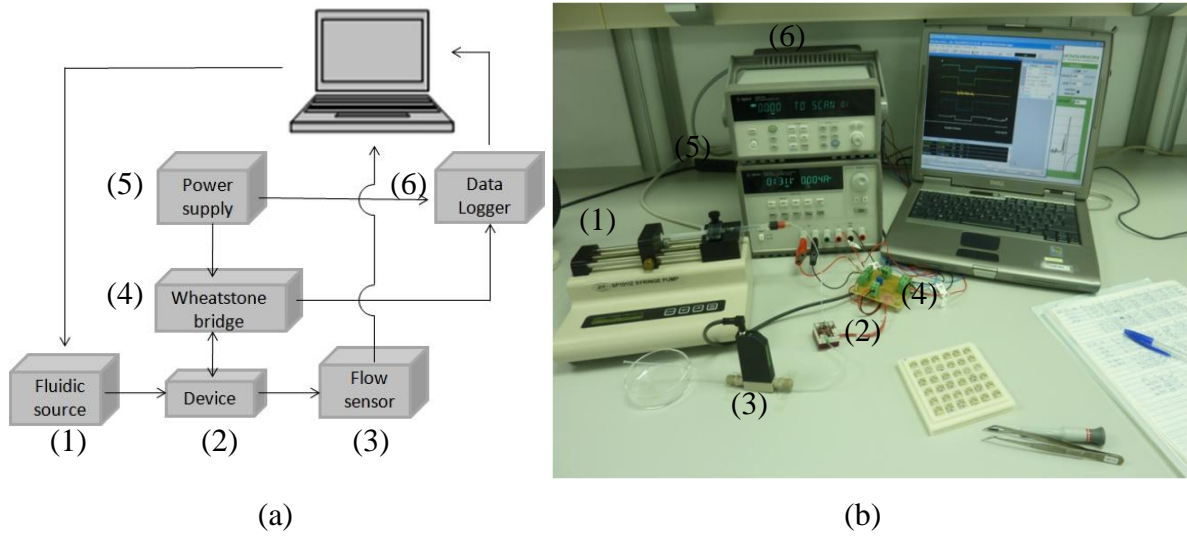 (5)
Power
supply
(6)
Data
Logger
(4)
Wheatstone
bridge
Fluidic
source
Device
Flow
sensor
(1)
(2)
(3)
(a)
(6)
(5)
(1)
TO SCAN
SYRINGE PUMP
(4)
(2)
(3)
(b)